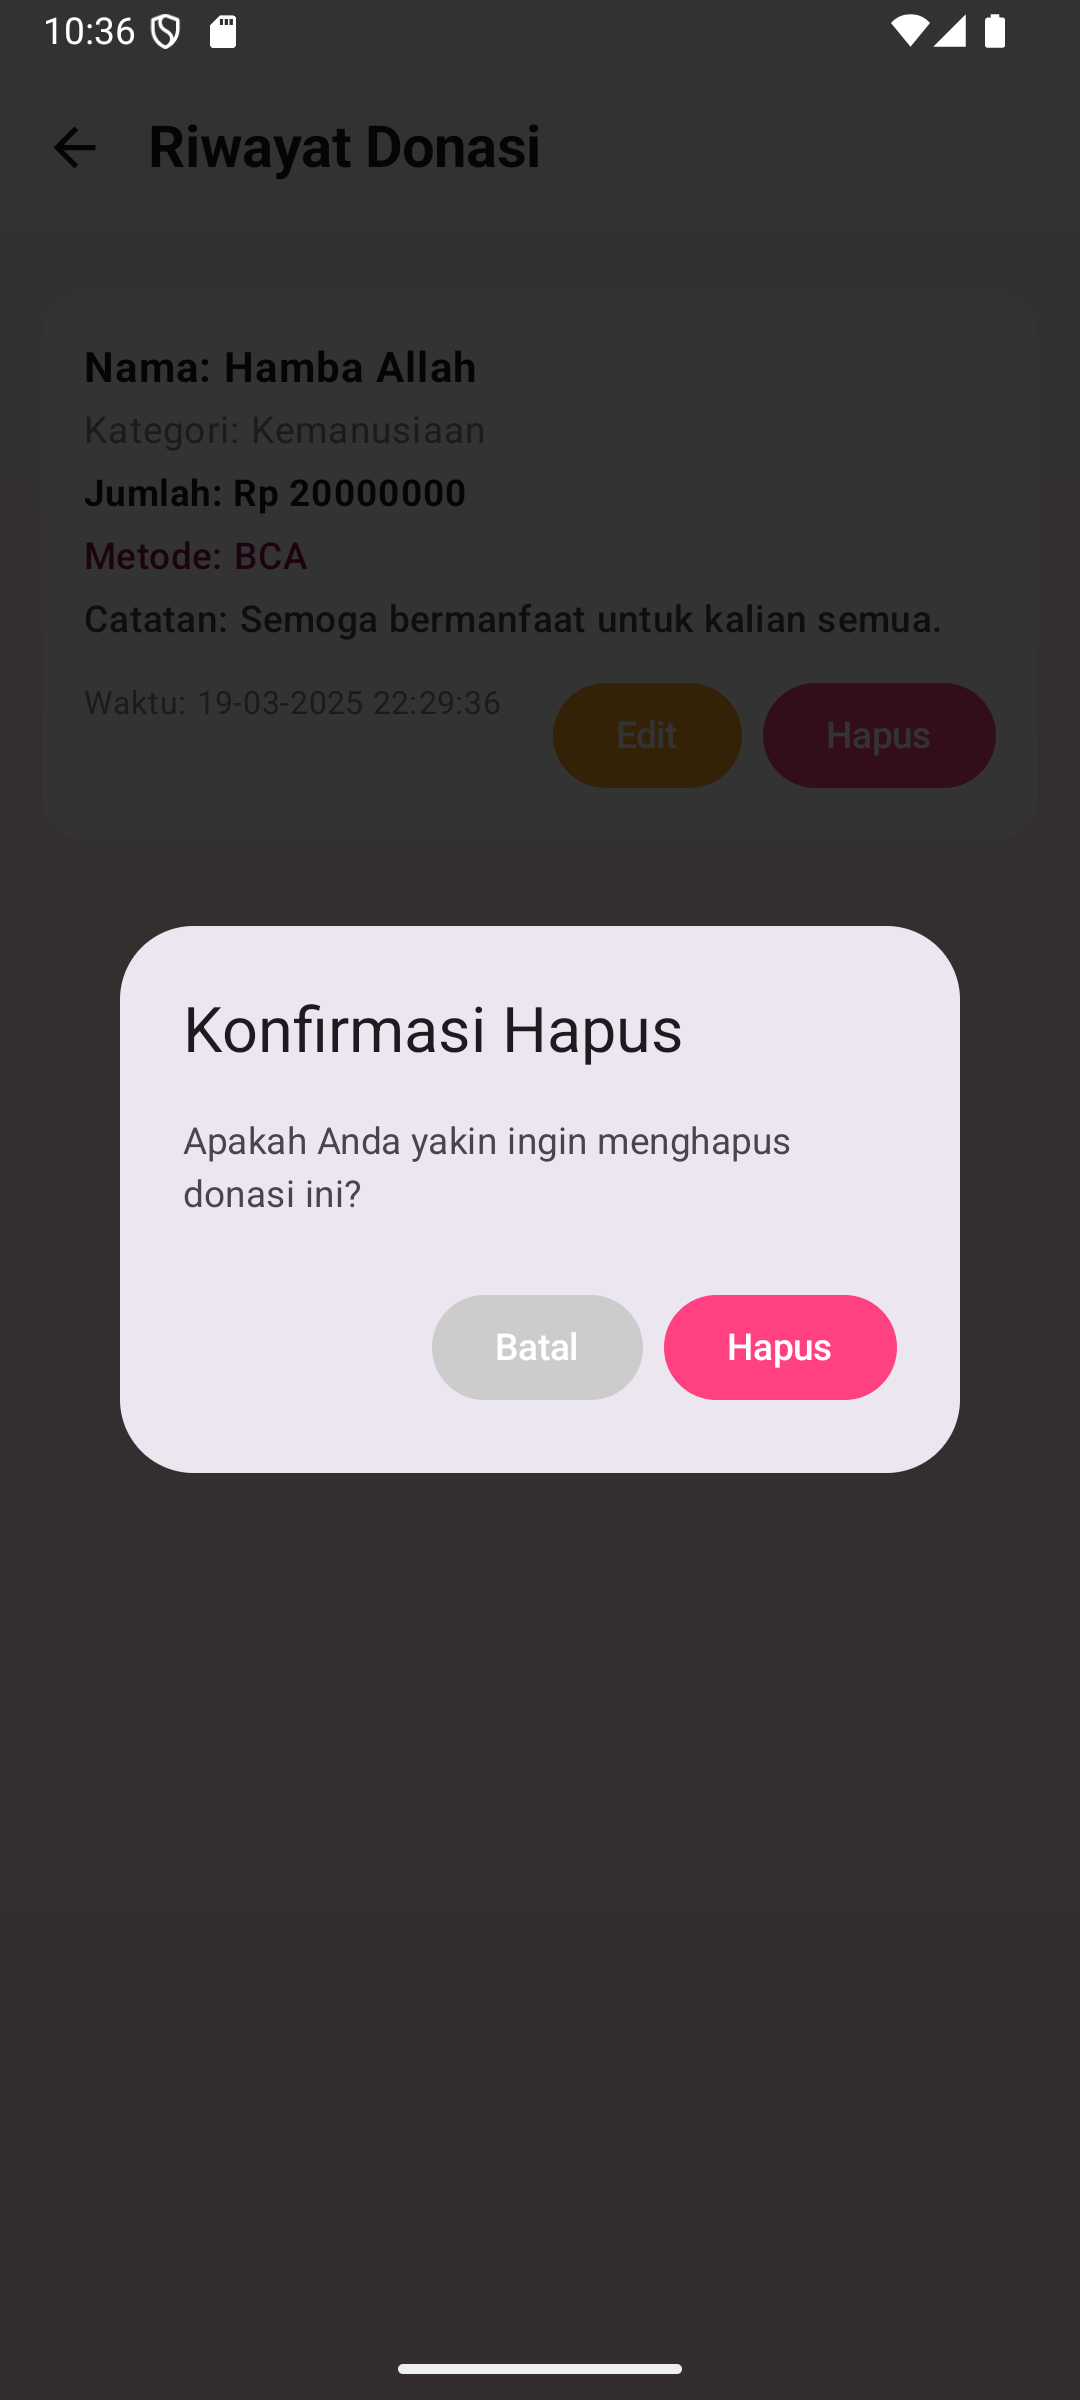 10:36
Riwayat Donasi
Nama: Hamba Allah
Kategori: Kemanusiaan
Jumlah: Rp 20000000
Metode: BCA
Catatan: Semoga bermanfaat untuk kalian semua.
Waktu: 19-03-2025 22:29:36
Edit
Hapus
Konfirmasi Hapus
Apakah Anda yakin ingin menghapus
donasi ini?
Batal
Hapus